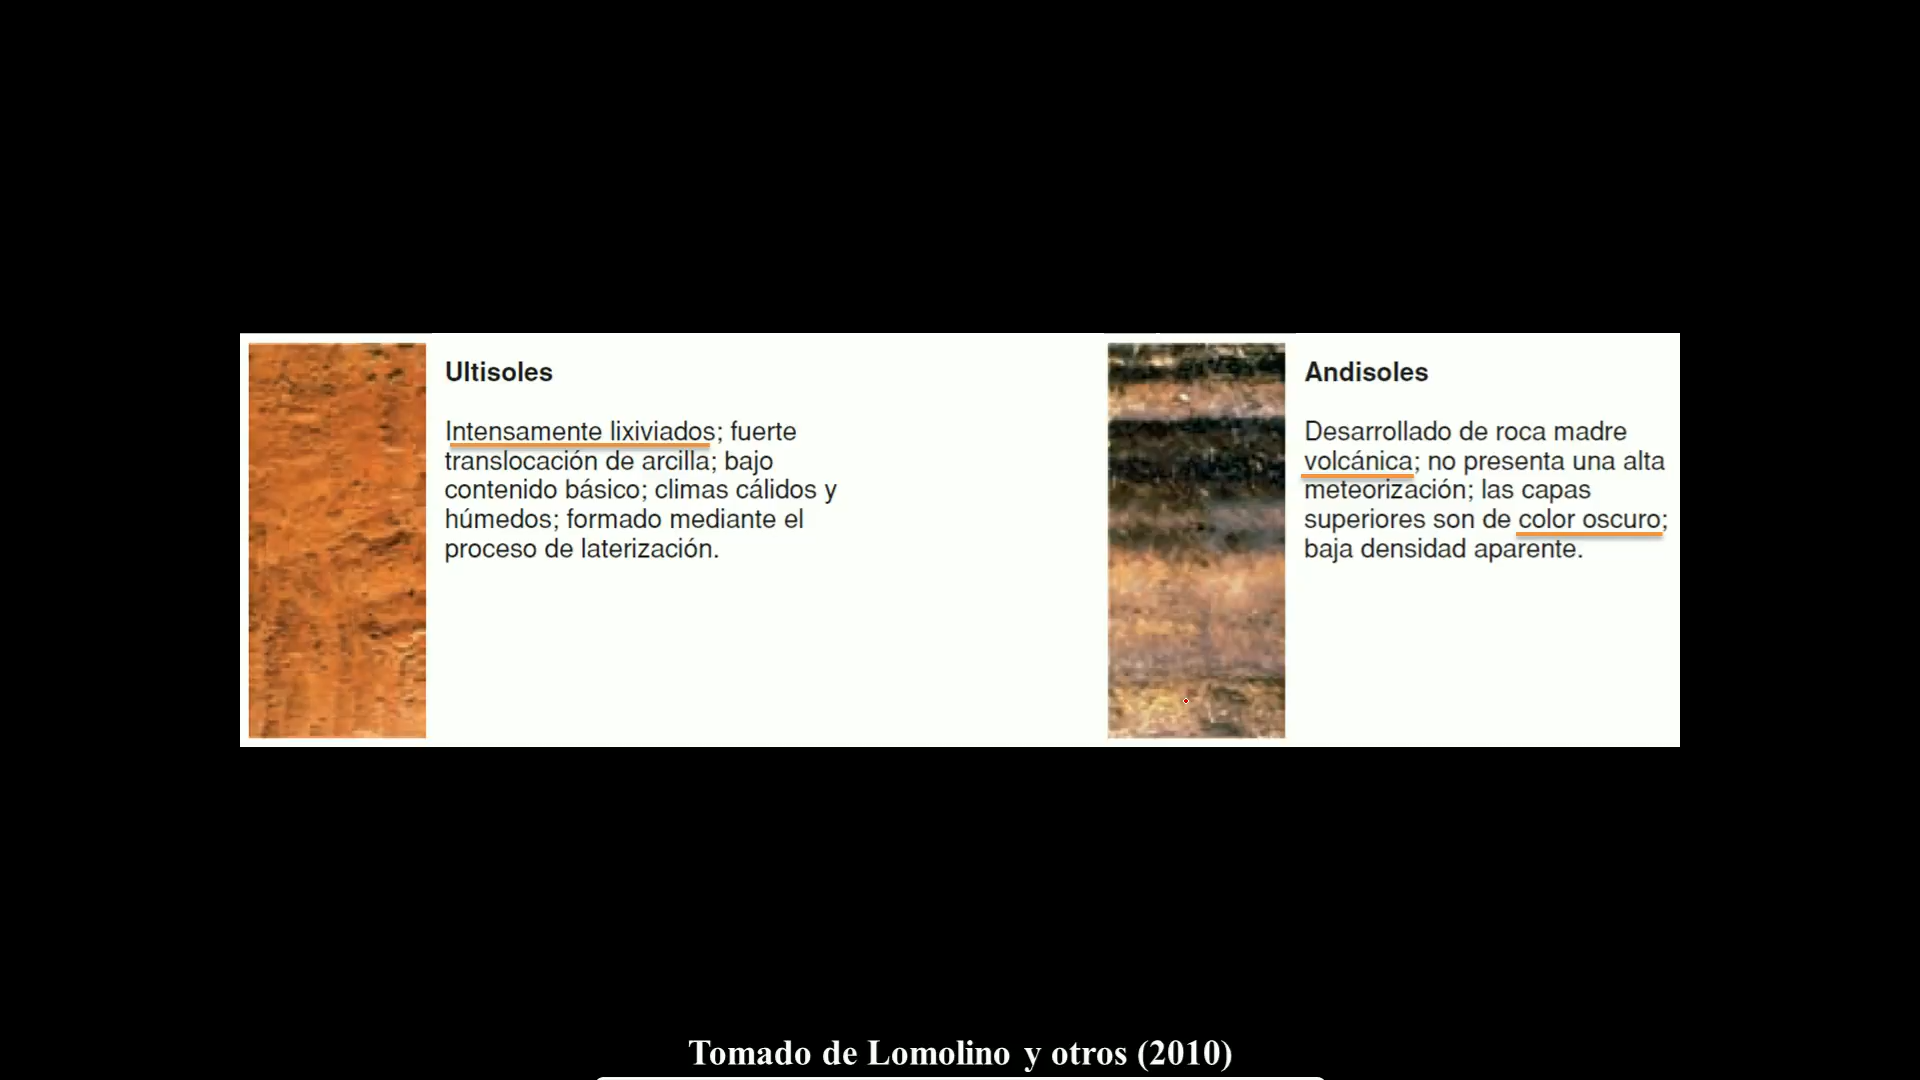 Ultisoles
Intensamente lixiviados; fuerte
translocación de arcilla; bajo
contenido básico; climas cálidos y
húmedos; formado mediante el
proceso de laterización.
Andisoles
Desarrollado de roca madre
volcánica; no presenta una alta
meteorización; las capas
superiores son de color oscuro;
baja densidad aparente.
Tomado de Lomolino y otros (2010)